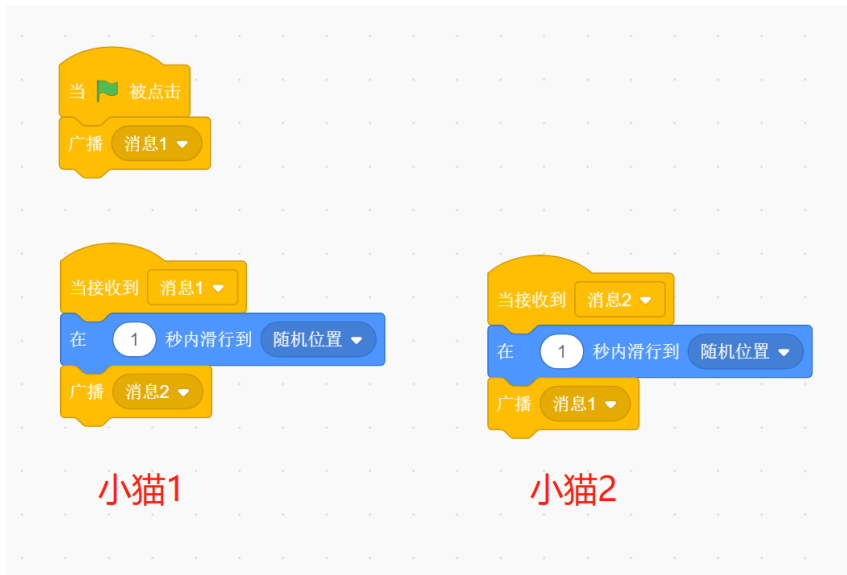 当 被点击
广播 消息1
当接收到 消息1
在 1 秒内滑行到 随机位置
广播 消息2
小猫1
当接收到 消息2
在 1 秒内滑行到 随机位置
广播 消息1
小猫2